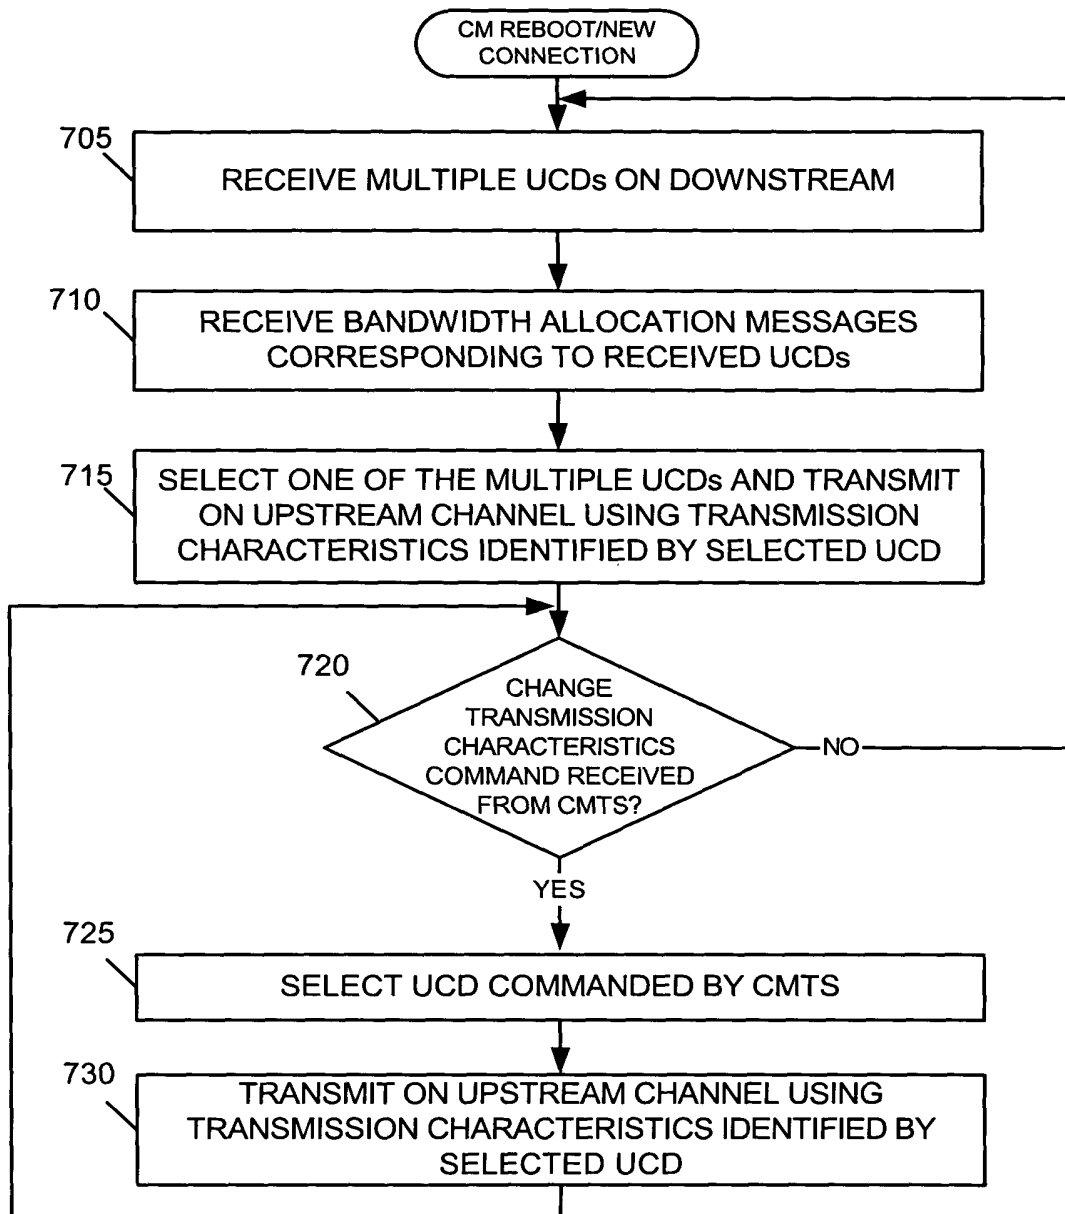 CM REBOOT/NEW
CONNECTION
705
RECEIVE MULTIPLE UCDs ON DOWNSTREAM
710
RECEIVE BANDWIDTH ALLOCATION MESSAGES
CORRESPONDING TO RECEIVED UCDs
715
SELECT ONE OF THE MULTIPLE UCDs AND TRANSMIT
ON UPSTREAM CHANNEL USING TRANSMISSION
CHARACTERISTICS IDENTIFIED BY SELECTED UCD
720
CHANGE
TRANSMISSION
CHARACTERISTICS
COMMAND RECEIVED
FROM CMTS?
NO
YES
725
SELECT UCD COMMANDED BY CMTS
730
TRANSMIT ON UPSTREAM CHANNEL USING
TRANSMISSION CHARACTERISTICS IDENTIFIED BY
SELECTED UCD